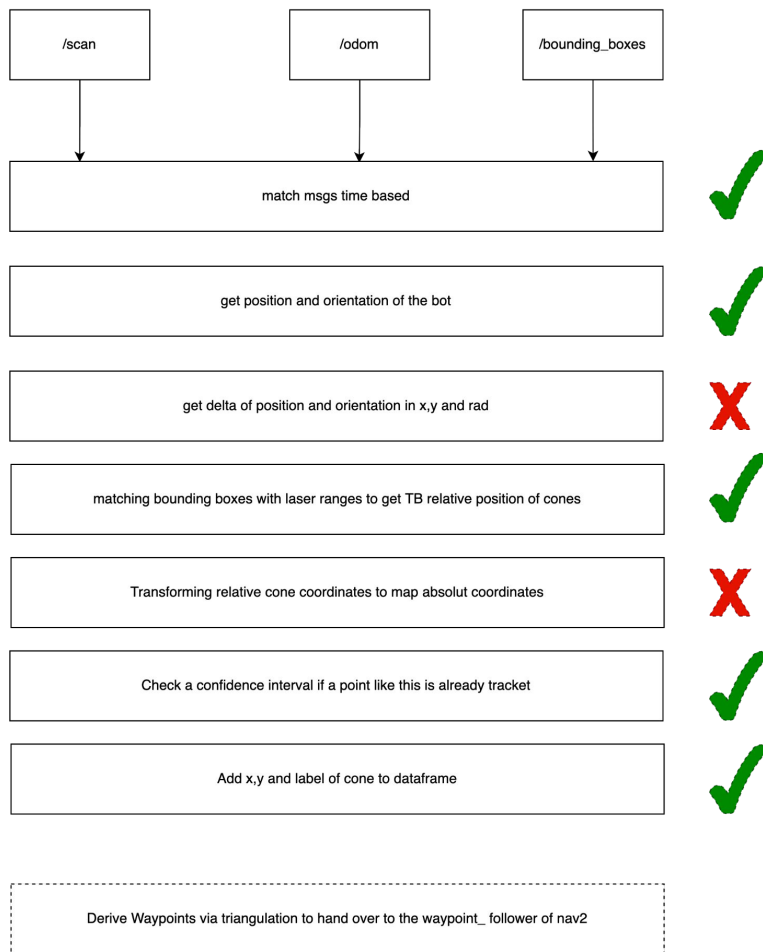 /scan
/odom
/bounding_boxes
match msgs time based
get position and orientation of the bot
get delta of position and orientation in x,y and rad
matching bounding boxes with laser ranges to get TB relative position of cones
Transforming relative cone coordinates to map absolut coordinates
Check a confidence interval if a point like this is already tracket
Add x,y and label of cone to dataframe
Derive Waypoints via triangulation to hand over to the waypoint_ follower of nav2